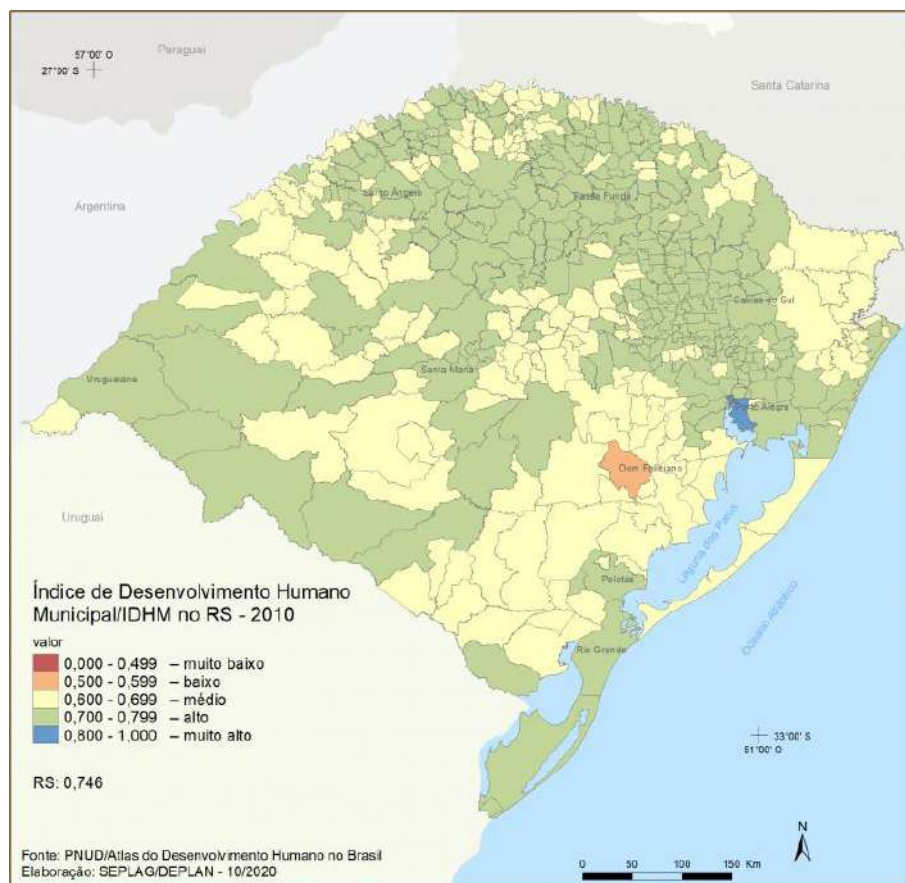 57°00' O
27°00' S
Paraguai
Santa Catarina
Argentina
Santo Ângelo
Passo Fundo
Caxias do Sul
Uruguaiana
Santa Maria
Porto Alegre
Dom Feliciano
Uruguai
Laguna dos Patos
Pelotas
Rio Grande
Oceano Atlântico
Índice de Desenvolvimento Humano
Municipal/IDHM no RS - 2010
valor
0,000 - 0,499 – muito baixo
0,500 - 0,599 – baixo
0,600 - 0,699 – médio
0,700 - 0,799 – alto
0,800 - 1,000 – muito alto
33°00' S
51°00' O
RS: 0,746
N
Fonte: PNUD/Atlas do Desenvolvimento Humano no Brasil
Elaboração: SEPLAG/DEPLAN - 10/2020
0 50 100 150 Km